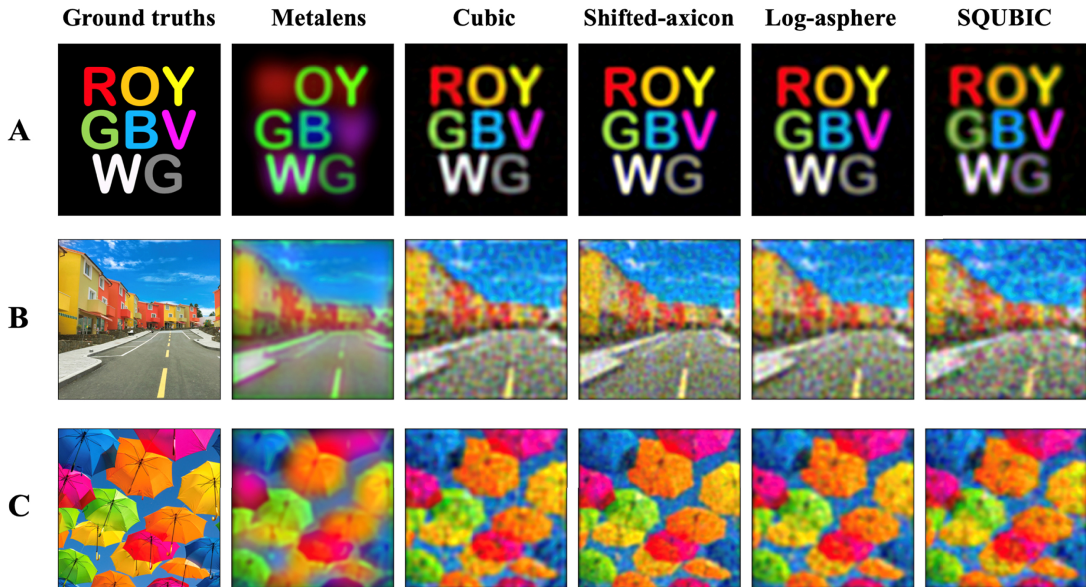 Ground truths Metalens Cubic Shifted-axicon Log-asphere SQUBIC
A
ROY OY ROY ROY ROY ROY
GBV GB GBV GBV GBV GBV
WG WG WG WG WG WG
B
C